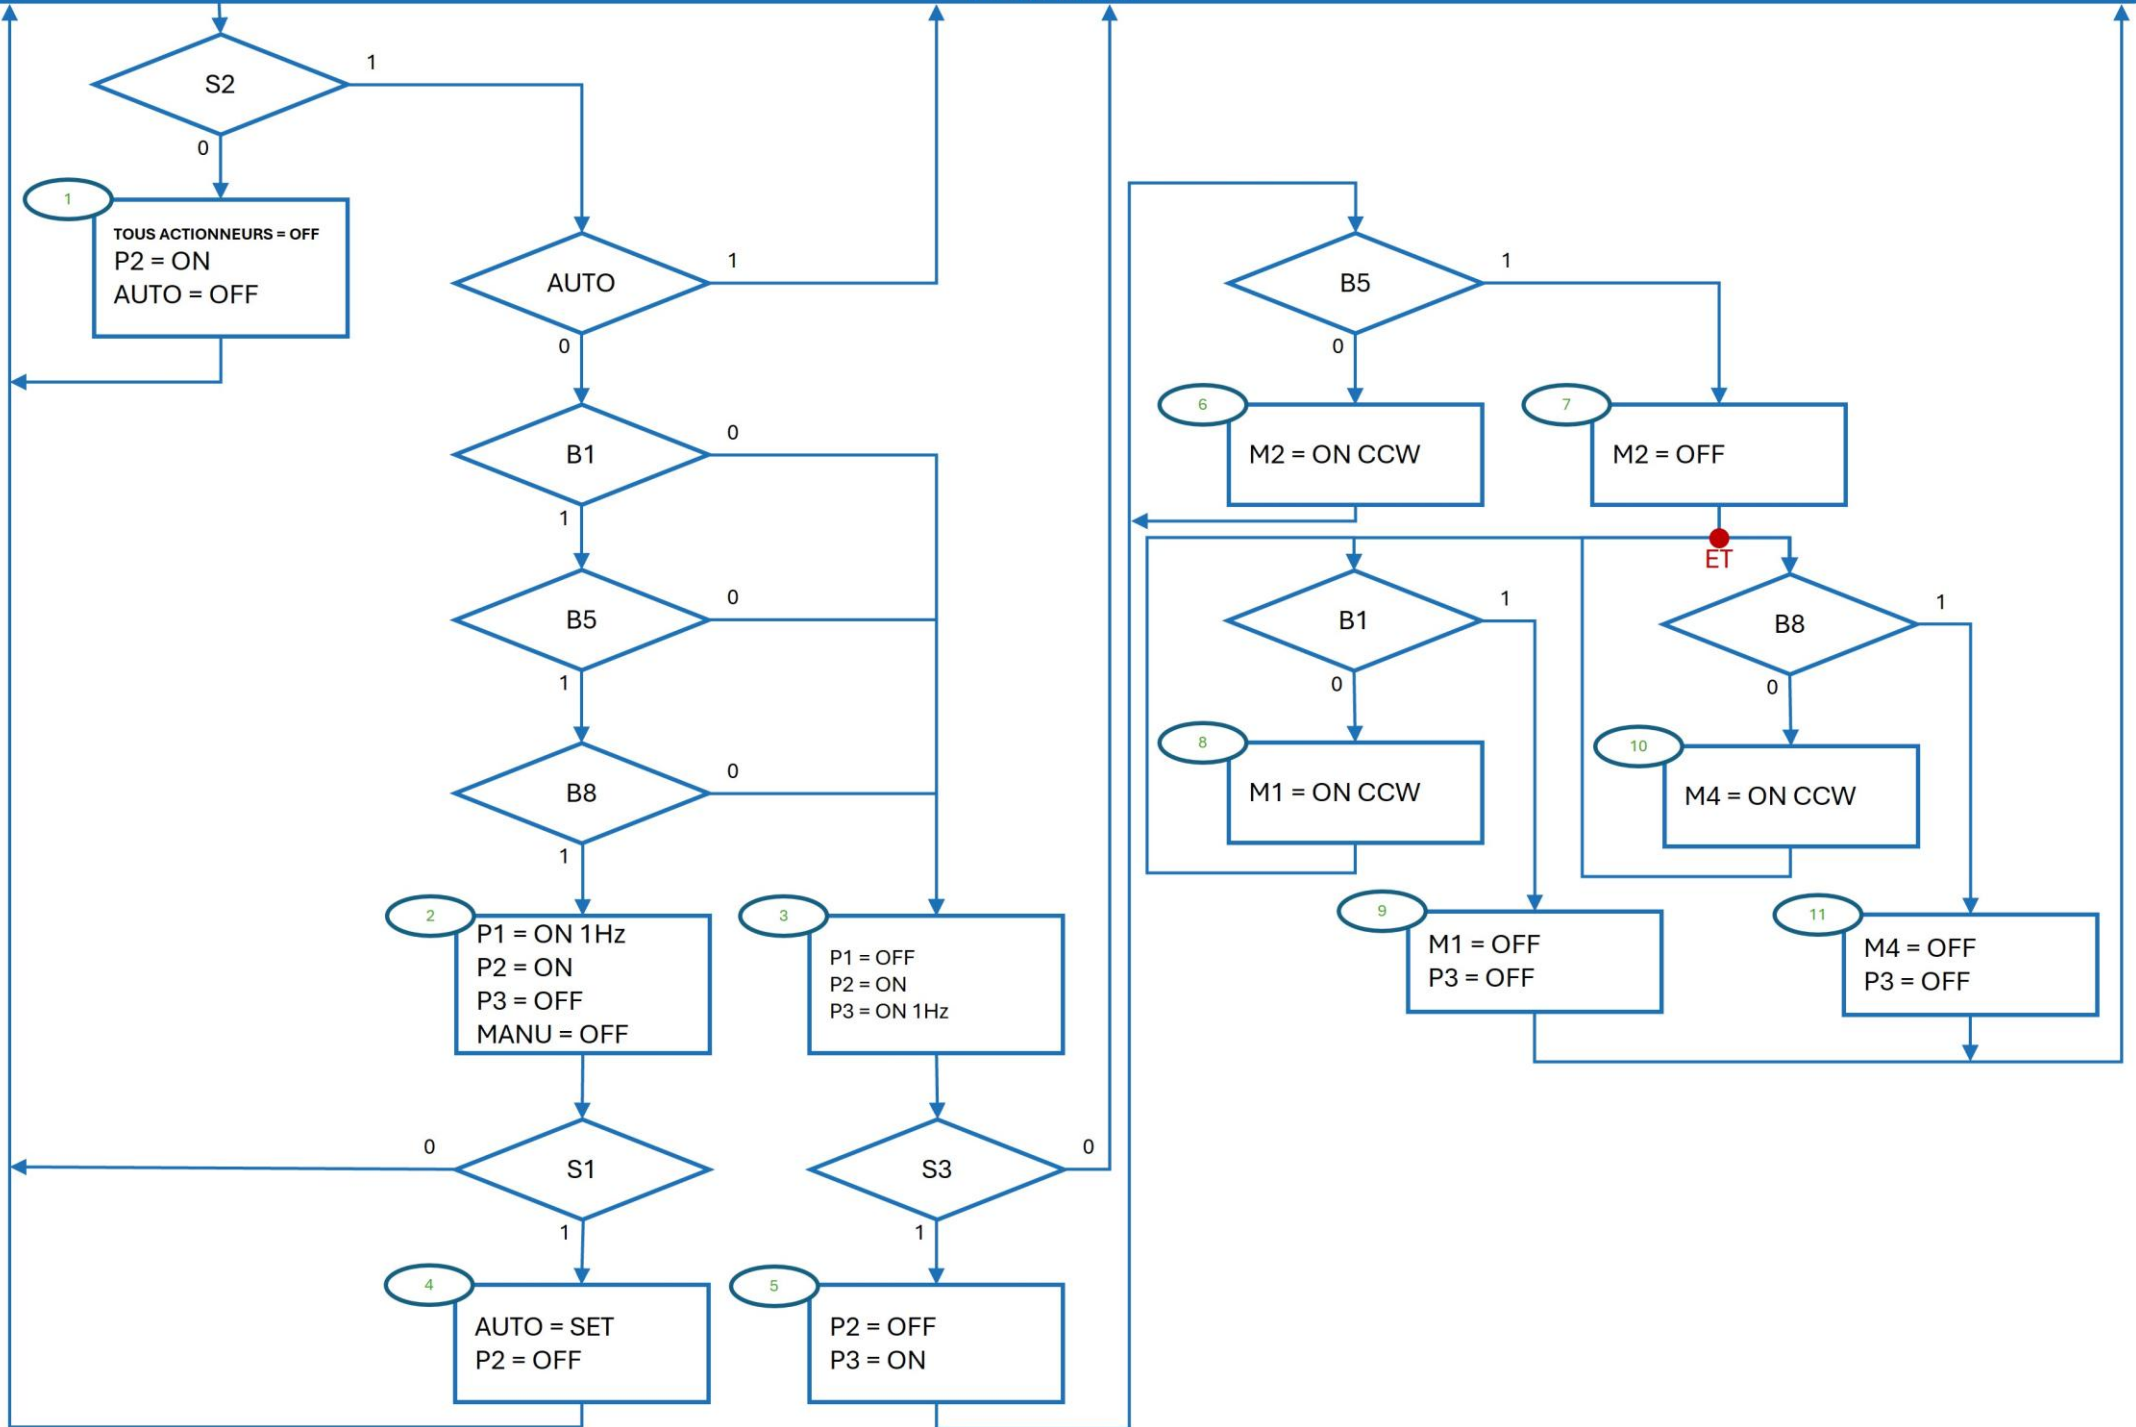 S2
1
0
1
TOUS ACTIONNEURS = OFF
P2 = ON
AUTO = OFF
AUTO
1
0
B1
0
1
B5
0
1
B8
0
1
2
P1 = ON 1Hz
P2 = ON
P3 = OFF
MANU = OFF
3
P1 = OFF
P2 = ON
P3 = ON 1Hz
S1
0
1
S3
0
1
4
AUTO = SET
P2 = OFF
5
P2 = OFF
P3 = ON
B5
1
0
6
M2 = ON CCW
7
M2 = OFF
ET
B1
1
0
B8
1
0
8
M1 = ON CCW
10
M4 = ON CCW
9
M1 = OFF
P3 = OFF
11
M4 = OFF
P3 = OFF